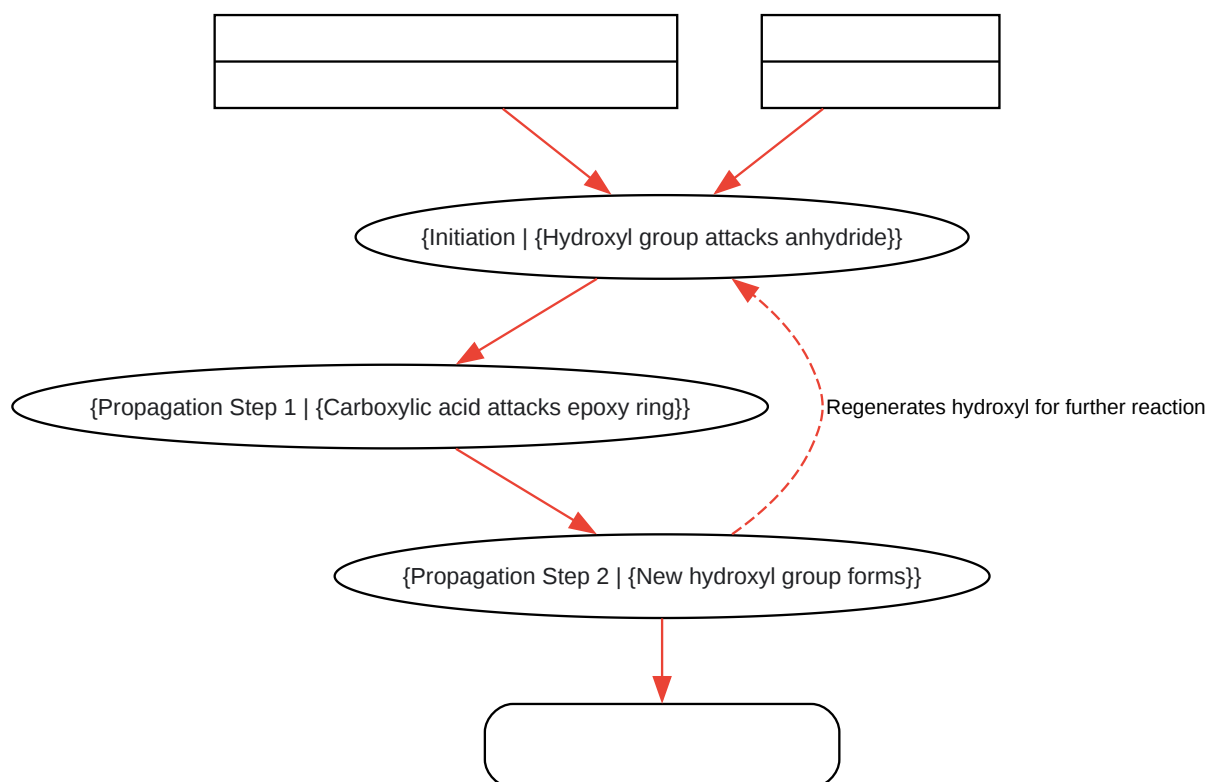 {Initiation | {Hydroxyl group attacks anhydride}}
{Propagation Step 1 | {Carboxylic acid attacks epoxy ring}}
Regenerates hydroxyl for further reaction
{Propagation Step 2 | {New hydroxyl group forms}}